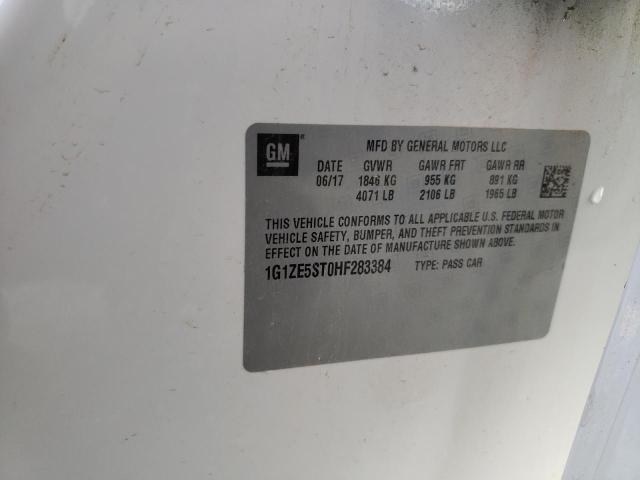 GM ®
MFD BY GENERAL MOTORS LLC
DATE GVWR GAWR FRT GAWR RR
06/17 1846 KG 955 KG 891 KG
4071 LB 2106 LB 1965 LB
THIS VEHICLE CONFORMS TO ALL APPLICABLE U.S. FEDERAL MOTOR
VEHICLE SAFETY, BUMPER, AND THEFT PREVENTION STANDARDS IN
EFFECT ON THE DATE OF MANUFACTURE SHOWN ABOVE.
1G1ZE5ST0HF283384 TYPE: PASS CAR